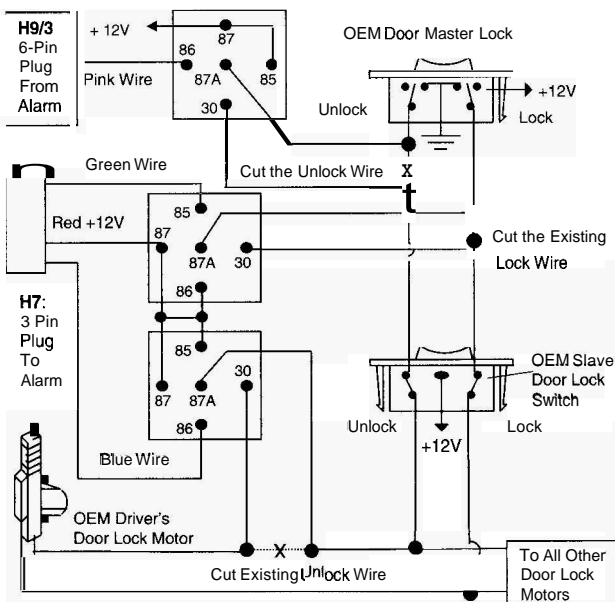 H9/3
6-Pin
Plug
From
Alarm
+ 12V
87
86
Pink Wire
87A
85
30
OEM Door Master Lock
+12V
Unlock
Lock
Green Wire
Cut the Unlock Wire
X
85
Red +12V
87
87A
30
86
Cut the Existing
Lock Wire
H7:
3 Pin
Plug
To
Alarm
85
30
87
87A
86
OEM Slave
Door Lock
Switch
Unlock
+12V
Lock
Blue Wire
OEM Driver's
Door Lock Motor
X
Cut Existing Unlock Wire
To All Other
Door Lock
Motors